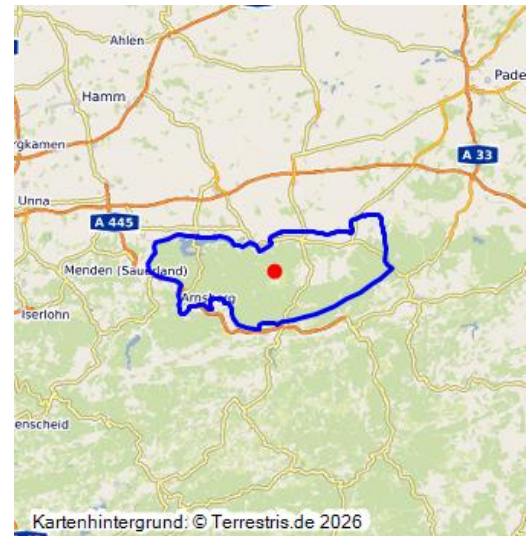 Ahlen
Hamm
Pade
rgkamen
A 33
Unna
A 445
Menden (Sauerland)
Arnsberg
Iserlohn
enscheid
Kartenhintergrund: © Terrestris.de 2026